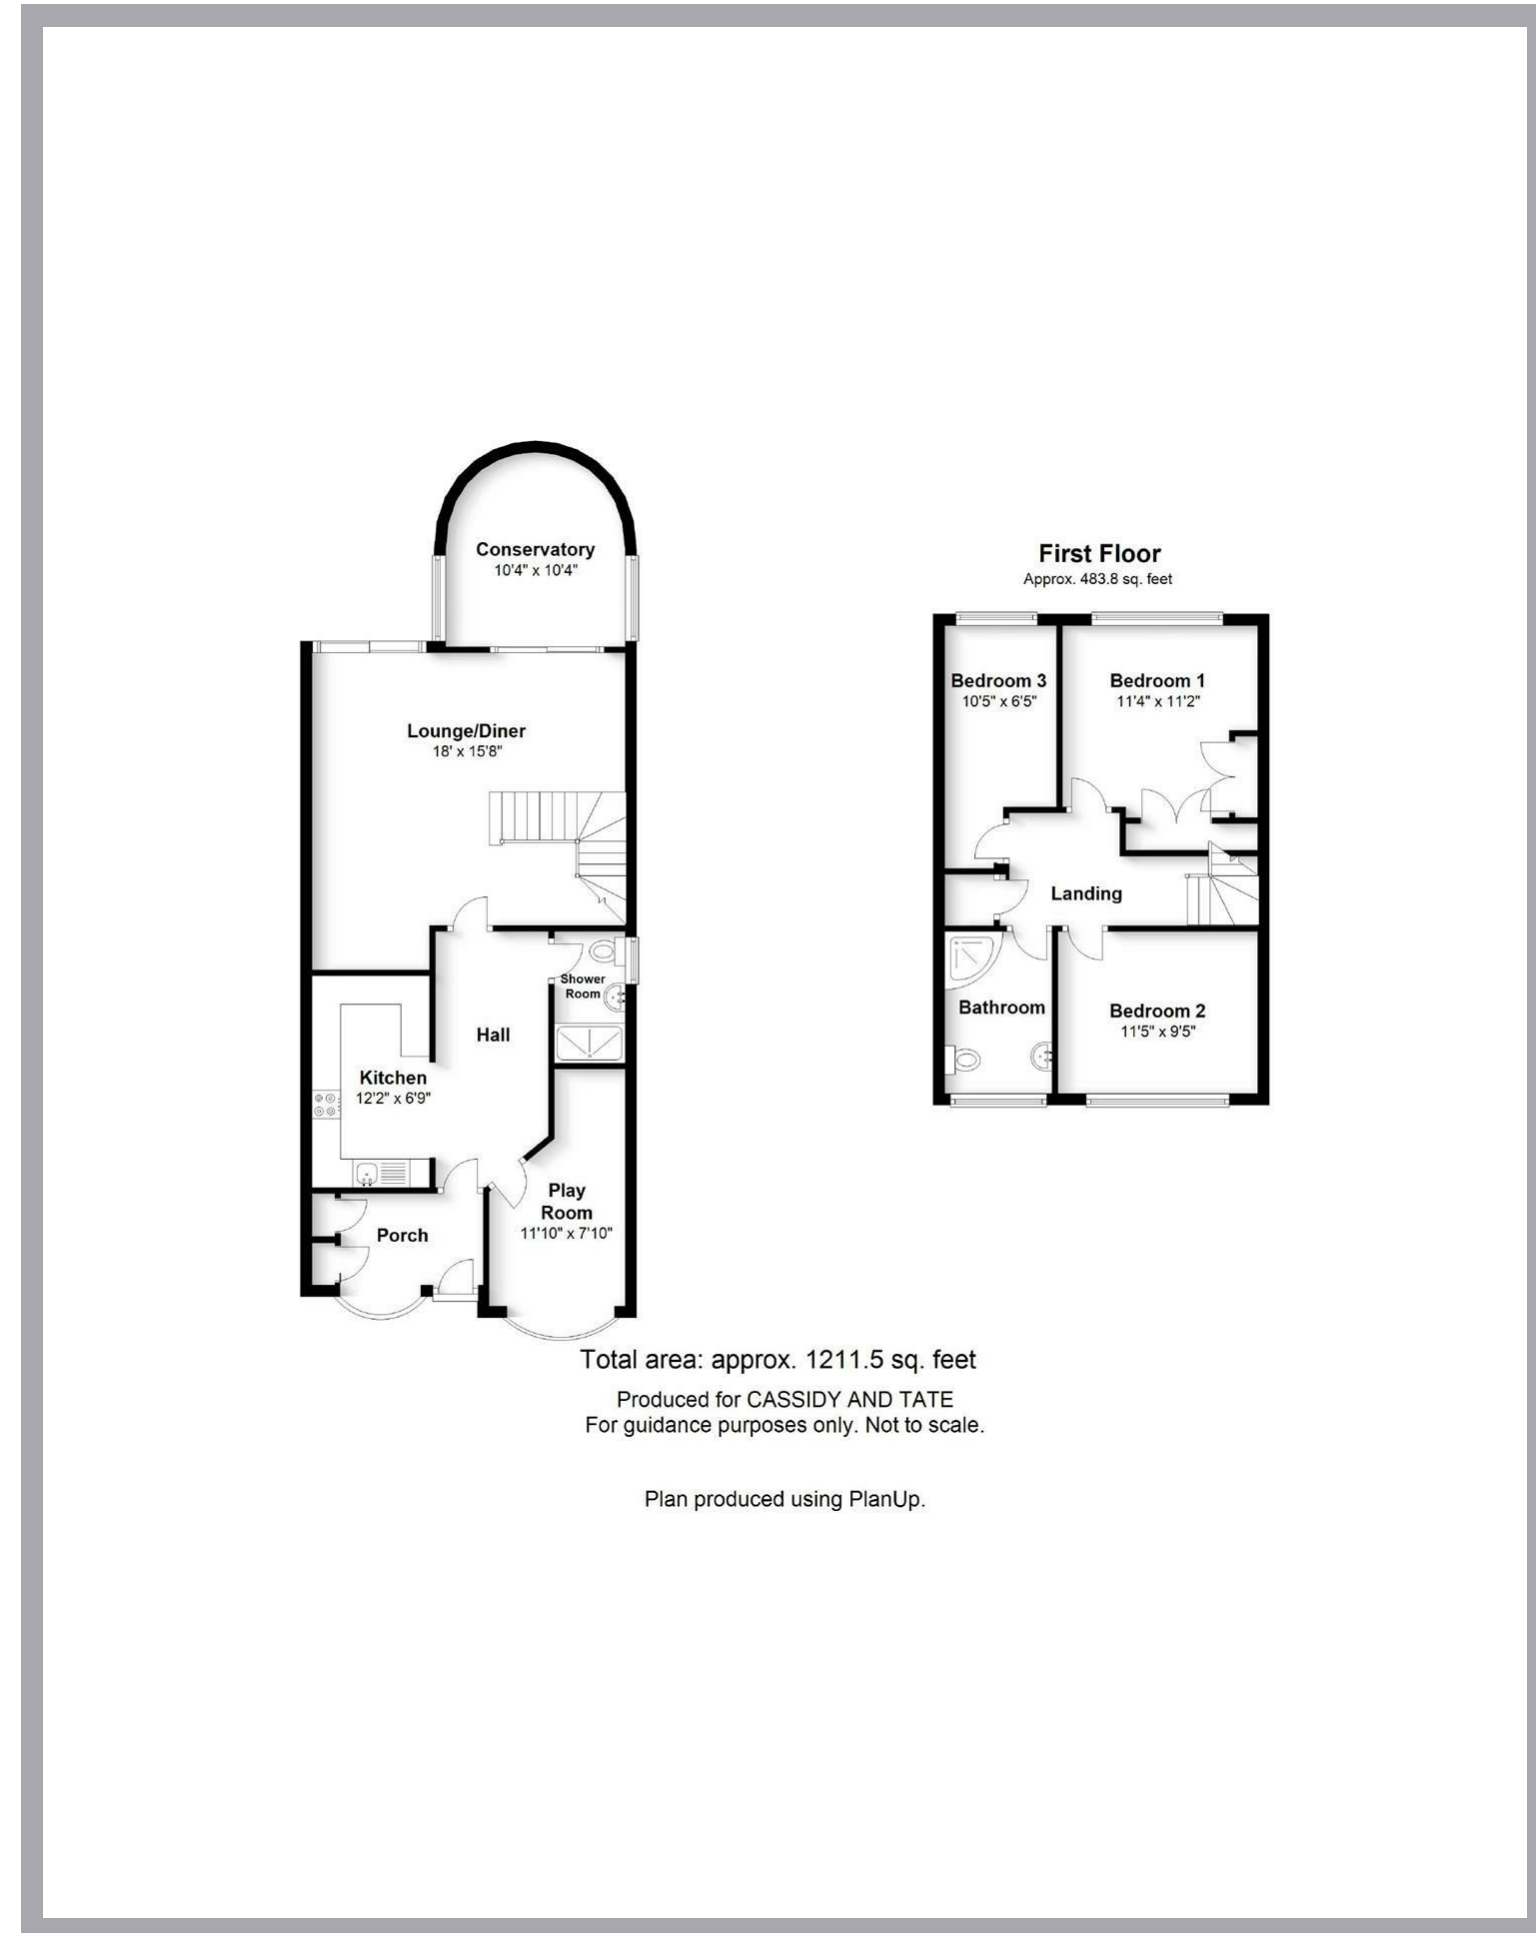 Conservatory
10'4" x 10'4"
Lounge/Diner
18' x 15'8"
Shower
Room
Hall
Kitchen
12'2" x 6'9"
Play
Room
11'10" x 7'10"
Porch
First Floor
Approx. 483.8 sq. feet
Bedroom 3
10'5" x 6'5"
Bedroom 1
11'4" x 11'2"
Landing
Bathroom
Bedroom 2
11'5" x 9'5"
Total area: approx. 1211.5 sq. feet
Produced for CASSIDY AND TATE
For guidance purposes only. Not to scale.
Plan produced using PlanUp.